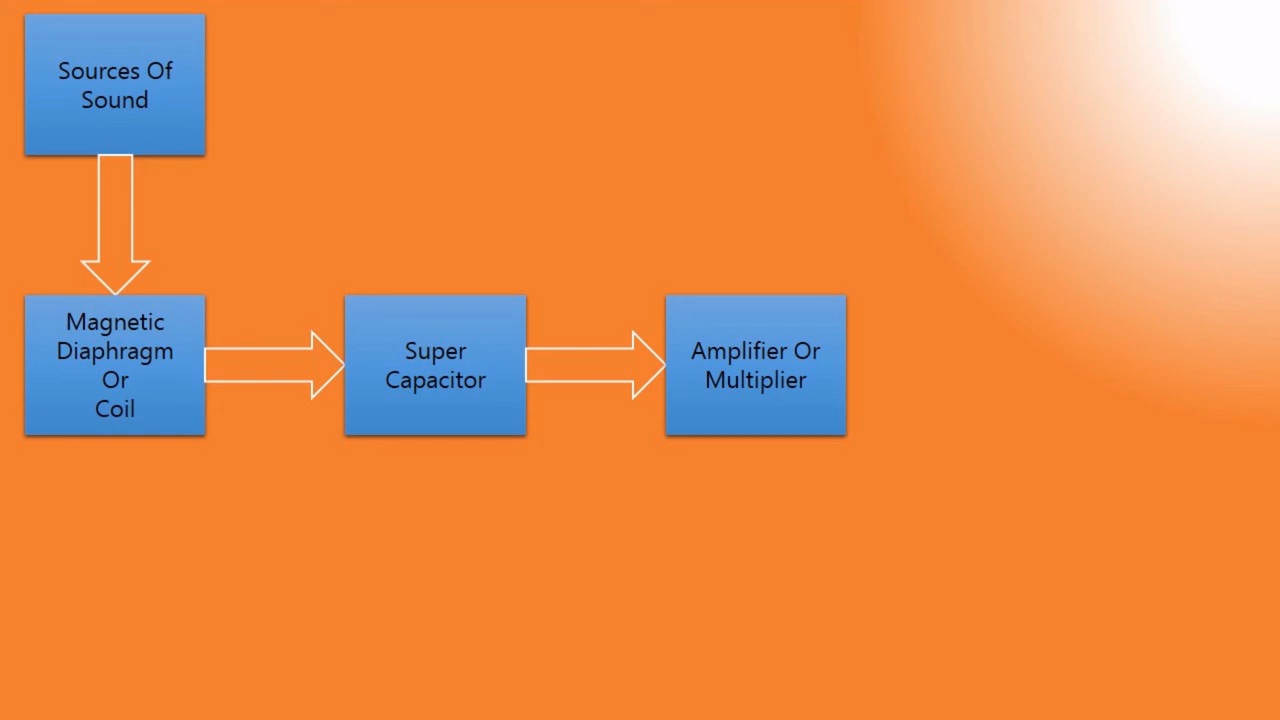 Sources Of
Sound
Magnetic
Diaphragm
Or
Coil
Super
Capacitor
Amplifier Or
Multiplier